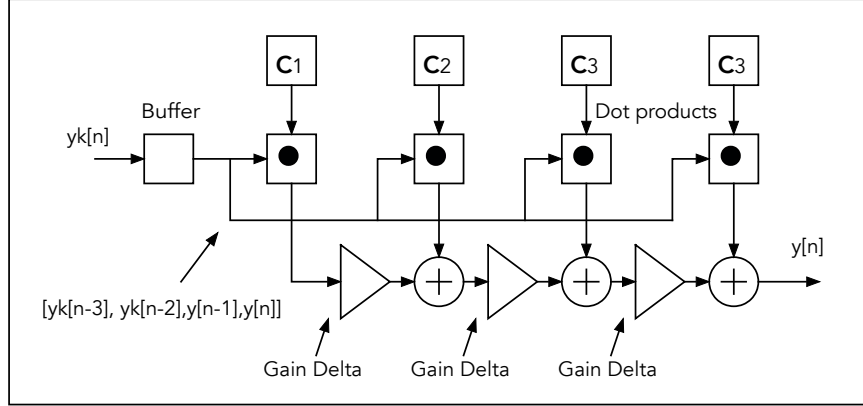 C1
C2
C3
C3
Buffer
Dot products
yk[n]
y[n]
[yk[n-3], yk[n-2],y[n-1],y[n]]
Gain Delta
Gain Delta
Gain Delta